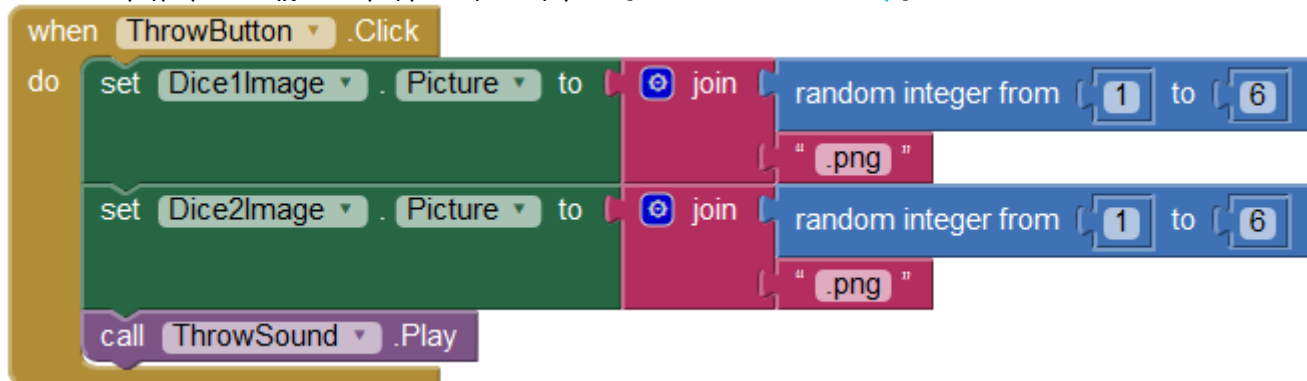 when ThrowButton .Click
do set Dice1Image . Picture to join random integer from 1 to 6
“ .png ”
set Dice2Image . Picture to join random integer from 1 to 6
“ .png ”
call ThrowSound .Play